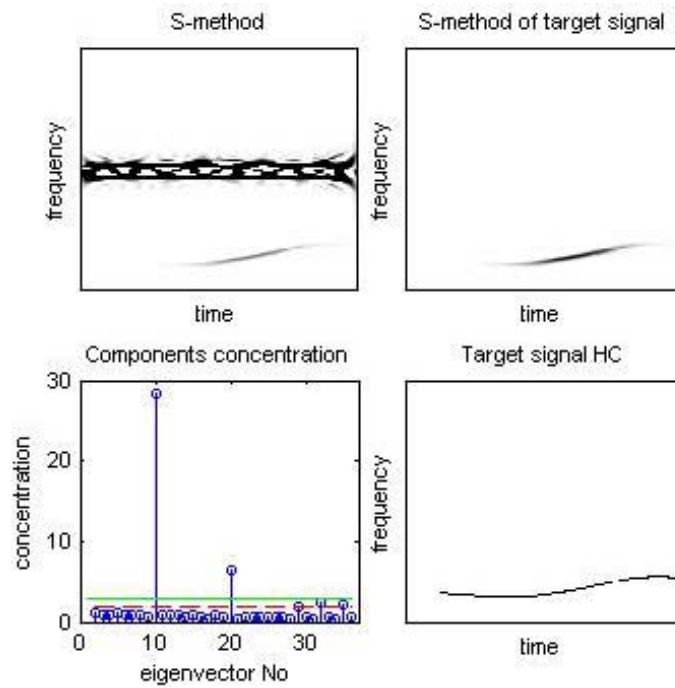 S-method
frequency
time
S-method of target signal
frequency
time
Components concentration
30
20
10
0
concentration
0
10
20
30
eigenvector No
Target signal HC
frequency
time